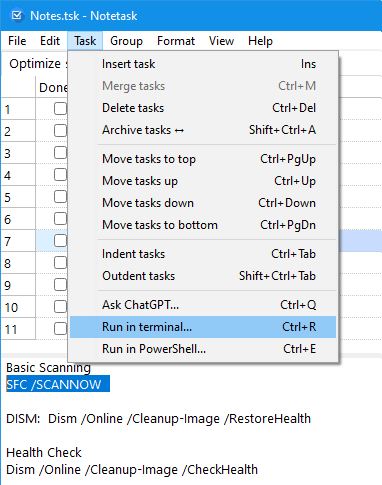 Notes.tsk - Notetask
File Edit Task Group Format View Help
Optimize s
Done
1
2
3
4
5
6
7
8
9
10
11
Insert task Ins
Merge tasks Ctrl+M
Delete tasks Ctrl+Del
Archive tasks ↔ Shift+Ctrl+A
Move tasks to top Ctrl+PgUp
Move tasks up Ctrl+Up
Move tasks down Ctrl+Down
Move tasks to bottom Ctrl+PgDn
Indent tasks Ctrl+Tab
Outdent tasks Shift+Ctrl+Tab
Ask ChatGPT... Ctrl+Q
Run in terminal... Ctrl+R
Run in PowerShell... Ctrl+E
Basic Scanning
SFC /SCANNOW
DISM: Dism /Online /Cleanup-Image /RestoreHealth
Health Check
Dism /Online /Cleanup-Image /CheckHealth